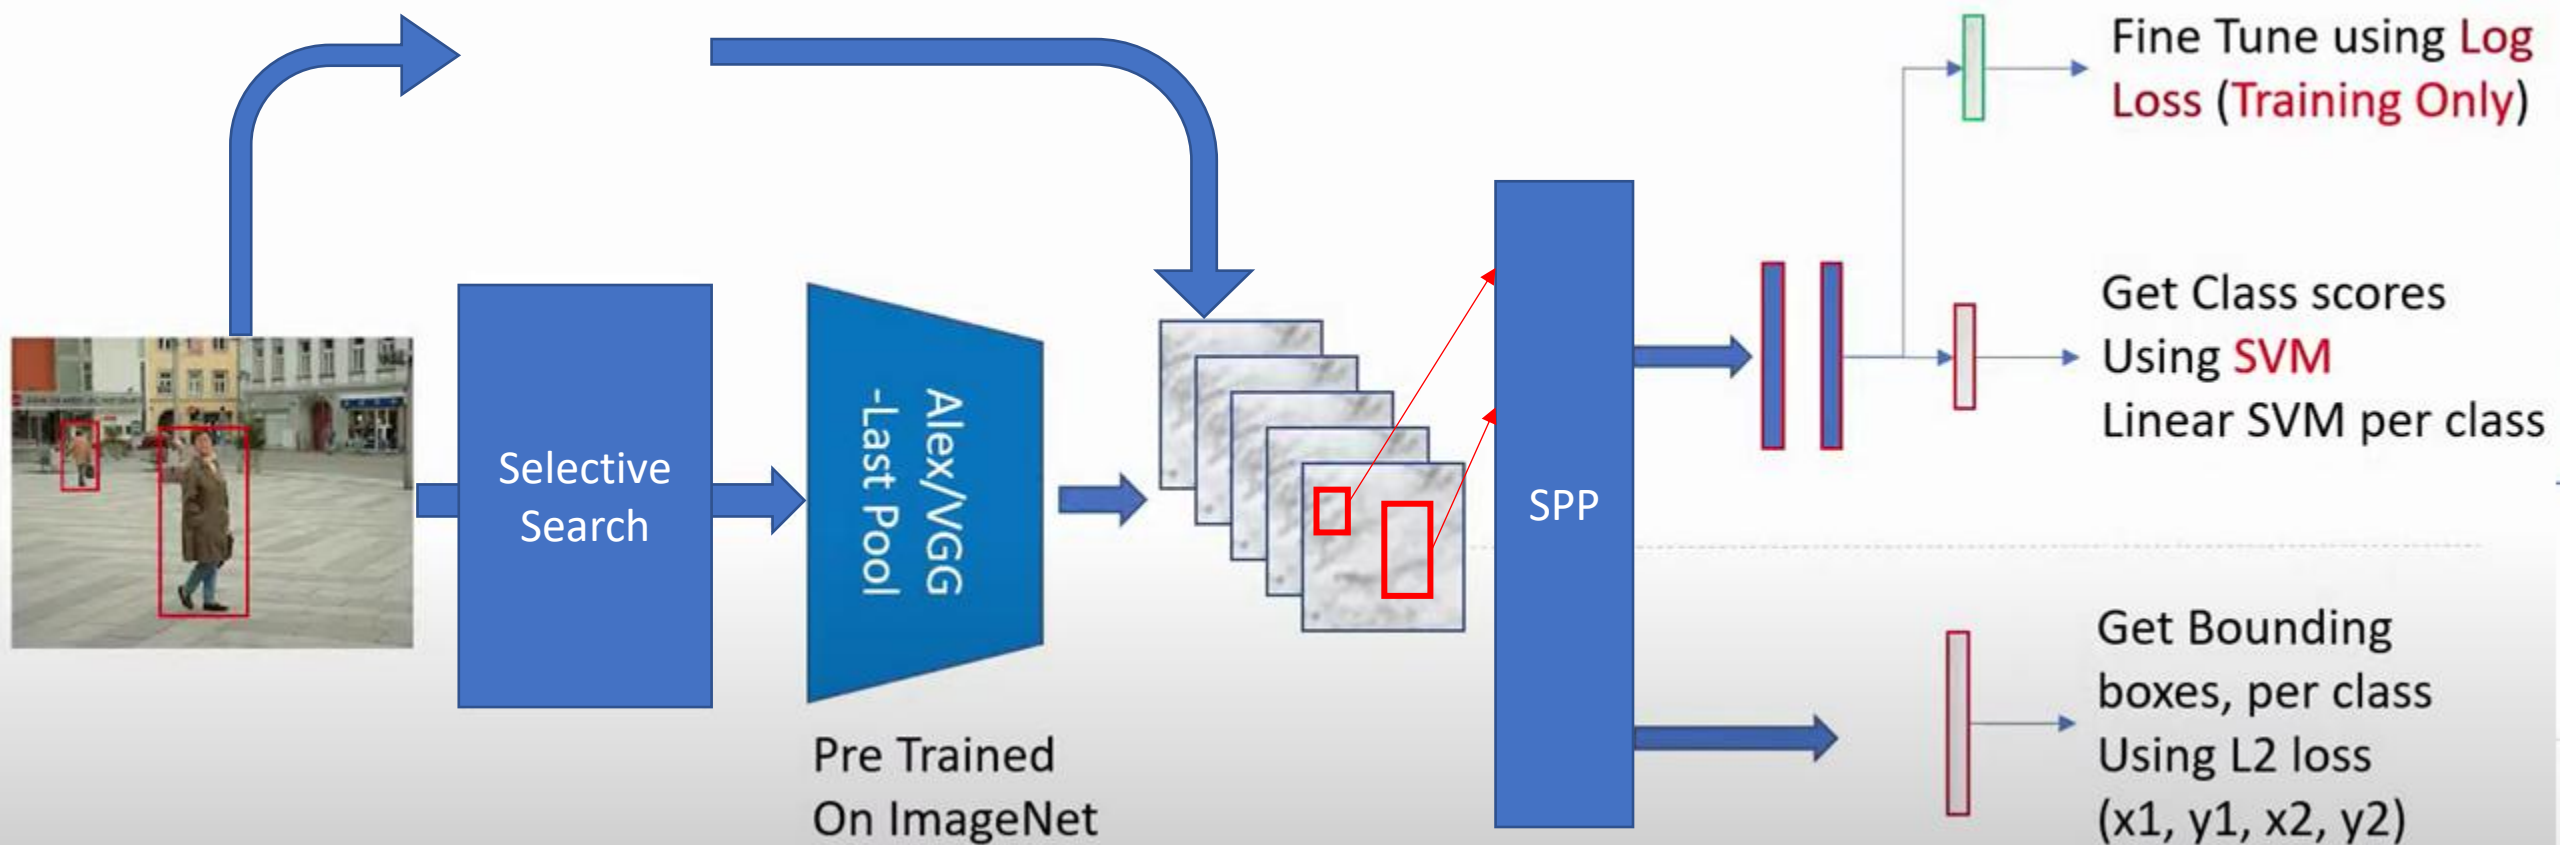 Selective
Search
Alex/VGG
-Last Pool
Pre Trained
On ImageNet
SPP
Fine Tune using Log
Loss (Training Only)
Get Class scores
Using SVM
Linear SVM per class
Get Bounding
boxes, per class
Using L2 loss
(x1, y1, x2, y2)